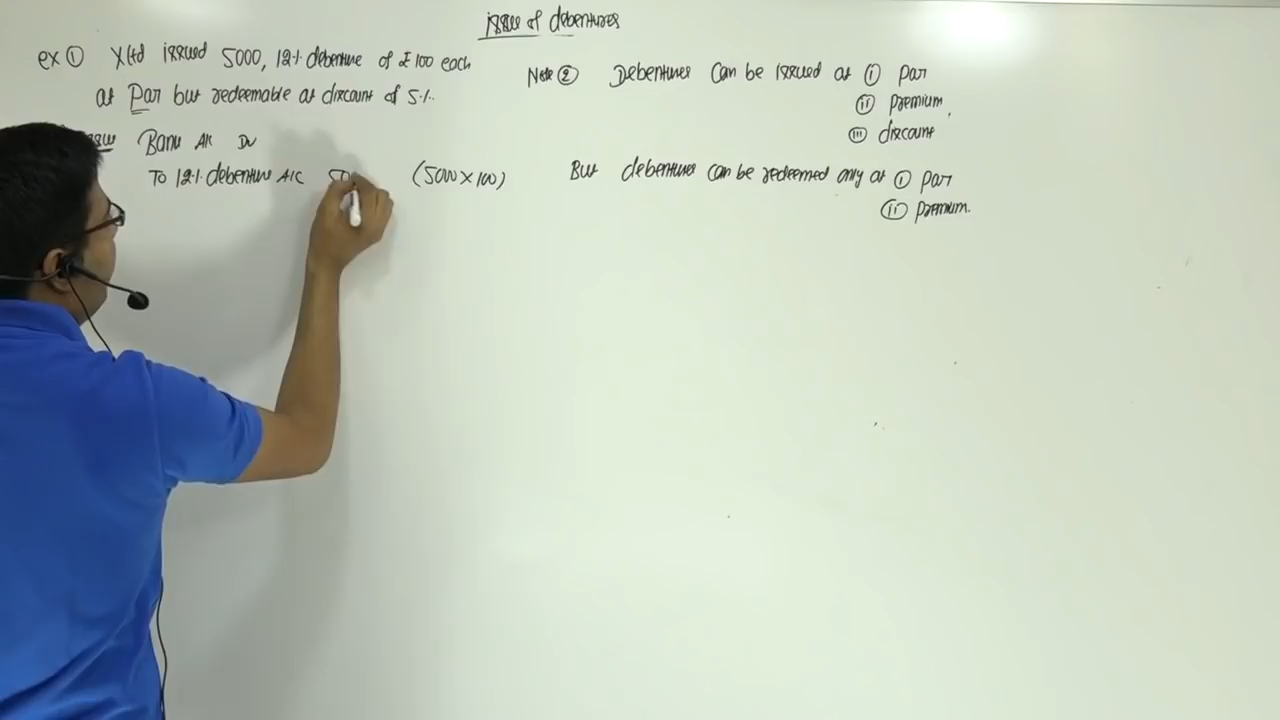 issue of debentures
ex ① X Ltd issued 5000, 12% debenture of ₹100 each
at Par but redeemable at discount of 5%.
Bank A/c Dr
To 12% debenture A/c 50 (5000 × 100)
Note ② Debentures Can be issued at ⓘ Par
ⓘⓘ premium,
ⓘⓘⓘ discount
But debentures can be redeemed only at ⓘ par
ⓘⓘ premium.